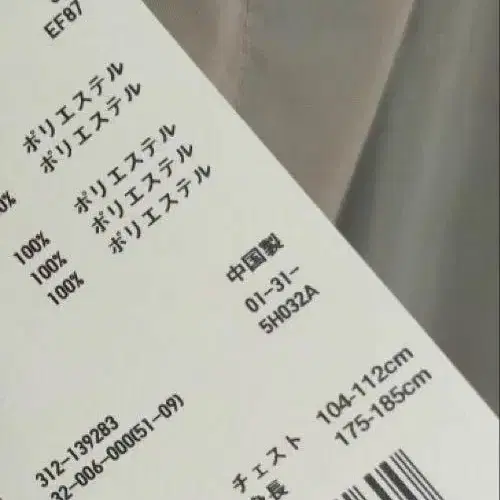 EF87
ポリエステル
ポリエステル
ポリエステル
100% ポリエステル
100% ポリエステル
100%
中国製
01-31-
5H032A
312-139283
32-006-000(51-09)
チェスト 104-112cm
身長 175-185cm